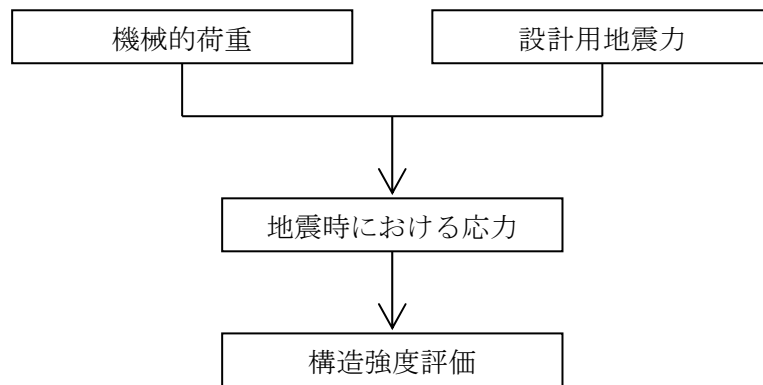 機械的荷重
設計用地震力
地震時における応力
構造強度評価